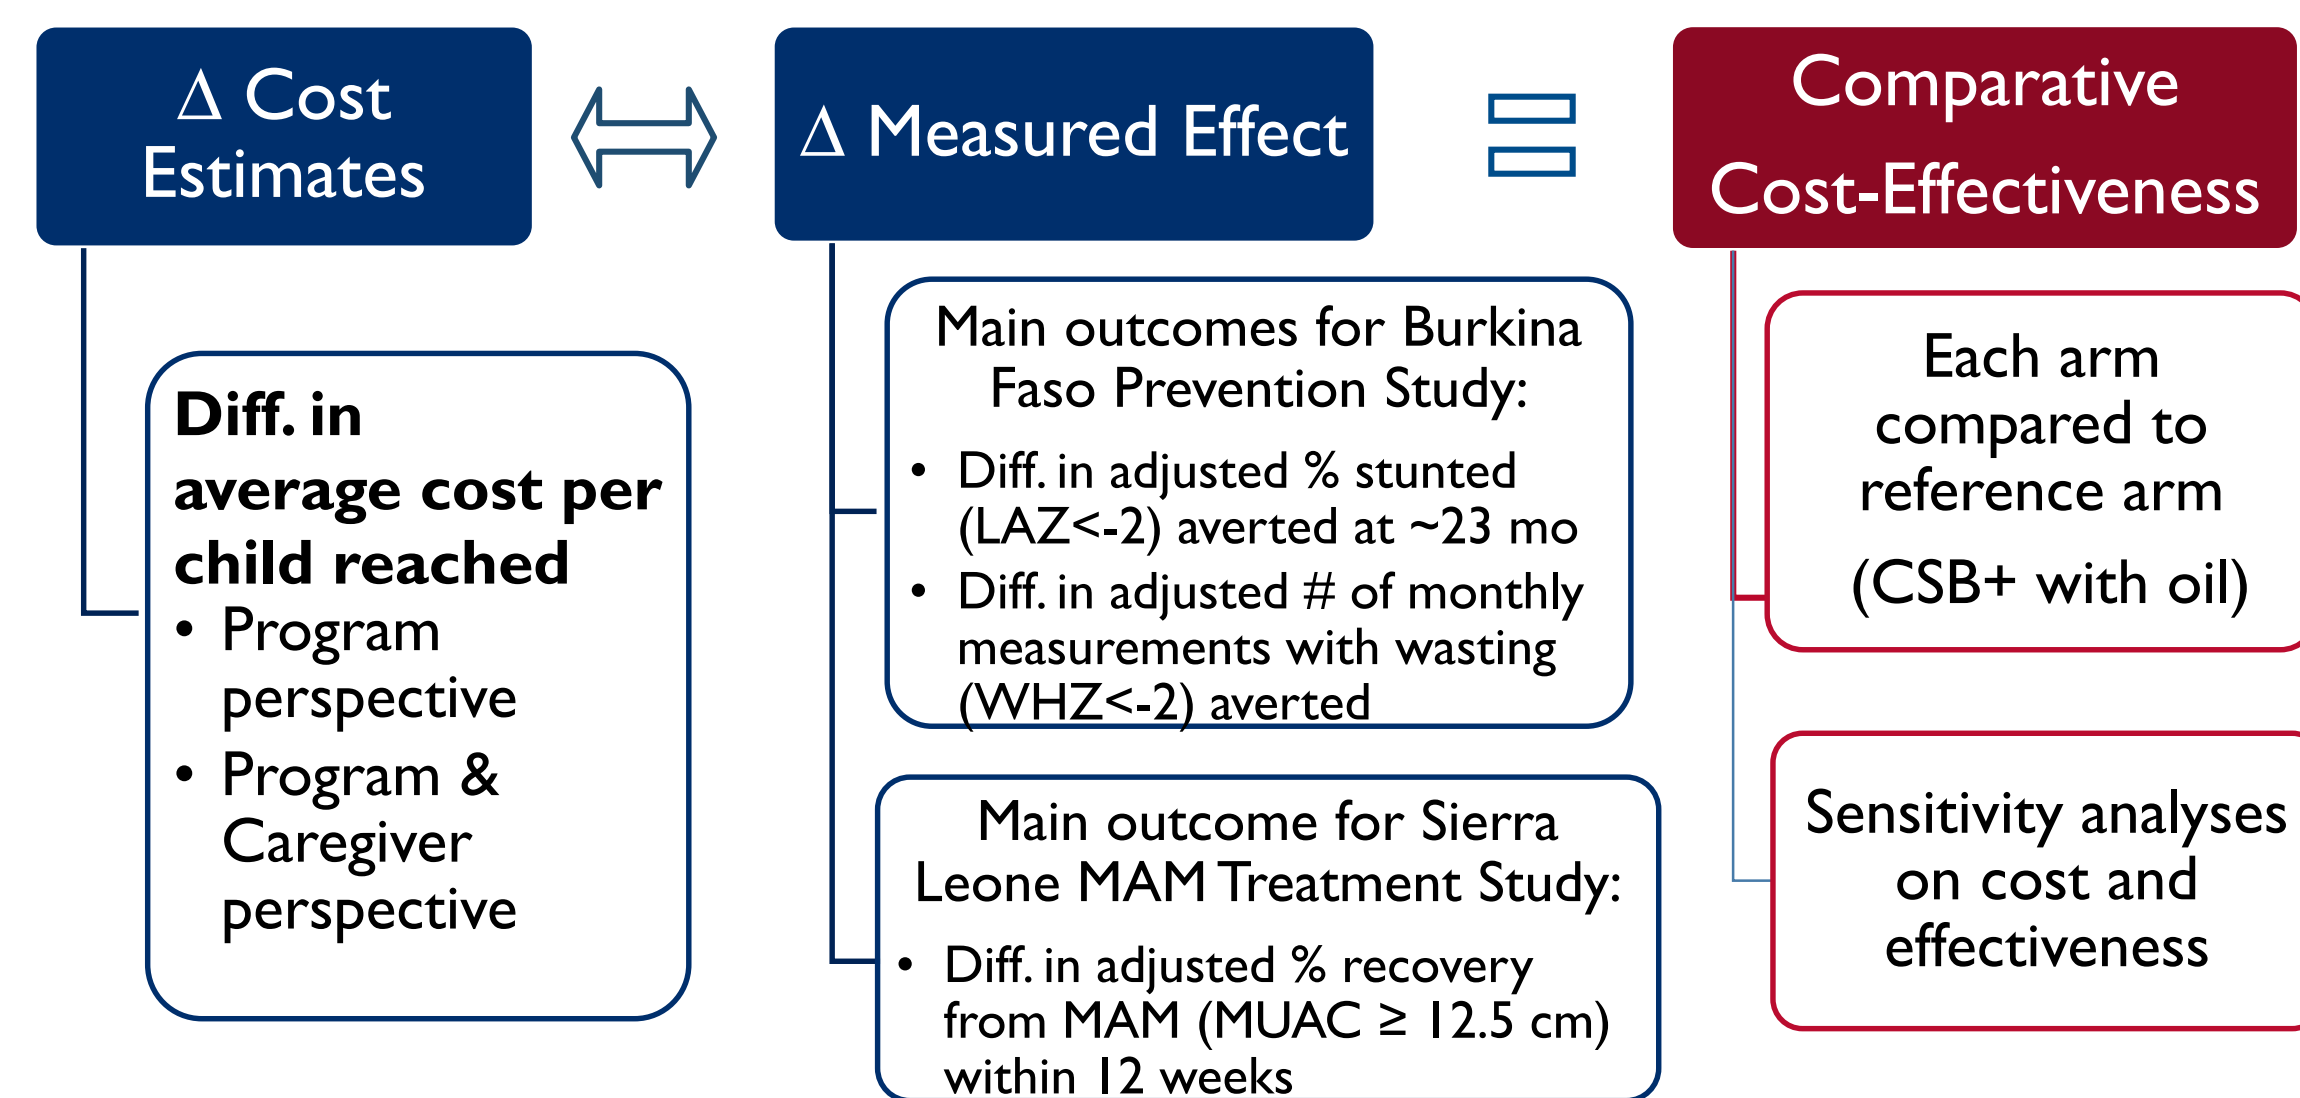 Δ Cost
Estimates
Δ Measured Effect
Comparative
Cost-Effectiveness
Diff. in
average cost per
child reached
• Program
perspective
• Program &
Caregiver
perspective
Main outcomes for Burkina
Faso Prevention Study:
• Diff. in adjusted % stunted
(LAZ<-2) averted at ~23 mo
• Diff. in adjusted # of monthly
measurements with wasting
(WHZ<-2) averted
Main outcome for Sierra
Leone MAM Treatment Study:
• Diff. in adjusted % recovery
from MAM (MUAC ≥ 12.5 cm)
within 12 weeks
Each arm
compared to
reference arm
(CSB+ with oil)
Sensitivity analyses
on cost and
effectiveness